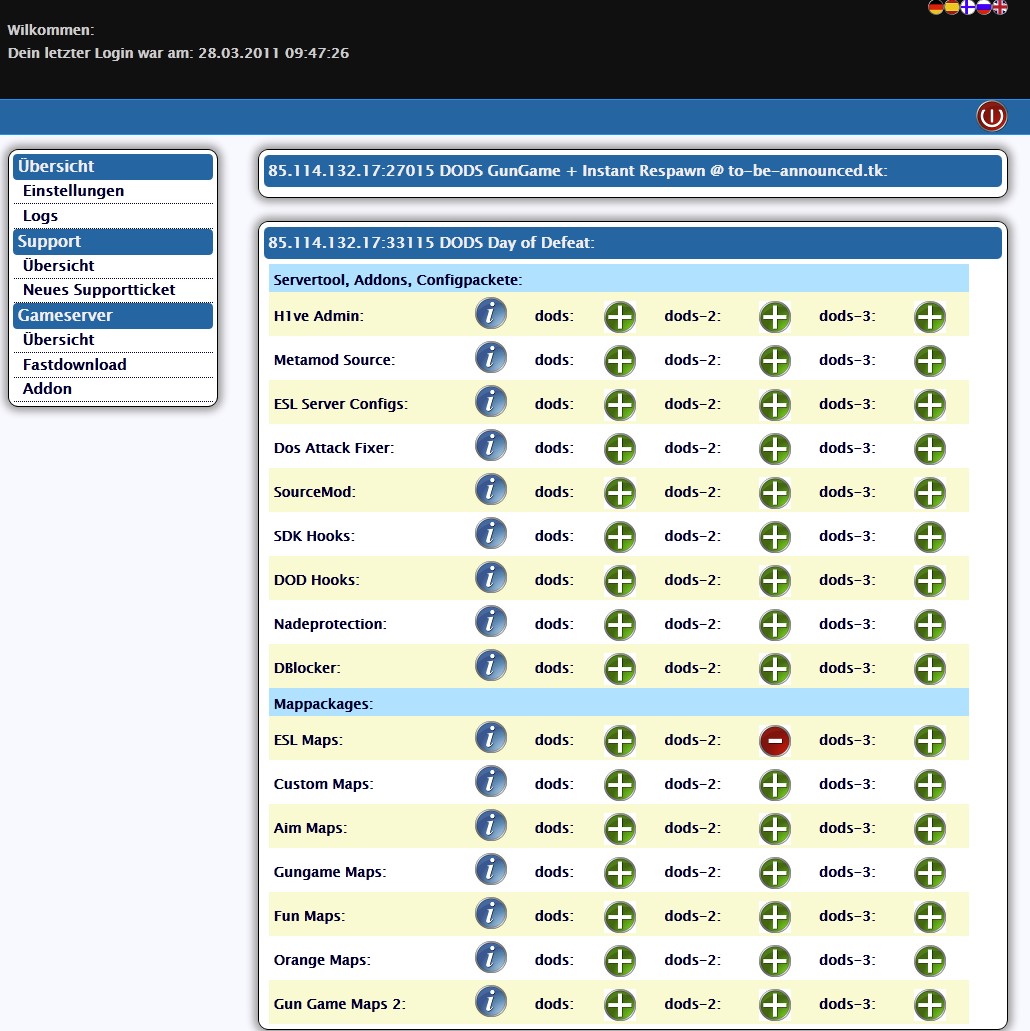 Wilkommen:
Dein letzter Login war am: 28.03.2011 09:47:26
Übersicht
Einstellungen
Logs
Support
Übersicht
Neues Supportticket
Gameserver
Übersicht
Fastdownload
Addon
85.114.132.17:27015 DODS GunGame + Instant Respawn @ to-be-announced.tk:
85.114.132.17:33115 DODS Day of Defeat:
Servertool, Addons, Configpackete:
H1ve Admin: dods: dods-2: dods-3:
Metamod Source: dods: dods-2: dods-3:
ESL Server Configs: dods: dods-2: dods-3:
Dos Attack Fixer: dods: dods-2: dods-3:
SourceMod: dods: dods-2: dods-3:
SDK Hooks: dods: dods-2: dods-3:
DOD Hooks: dods: dods-2: dods-3:
Nadeprotection: dods: dods-2: dods-3:
DBlocker: dods: dods-2: dods-3:
Mappackages:
ESL Maps: dods: dods-2: dods-3:
Custom Maps: dods: dods-2: dods-3:
Aim Maps: dods: dods-2: dods-3:
Gungame Maps: dods: dods-2: dods-3:
Fun Maps: dods: dods-2: dods-3:
Orange Maps: dods: dods-2: dods-3:
Gun Game Maps 2: dods: dods-2: dods-3: